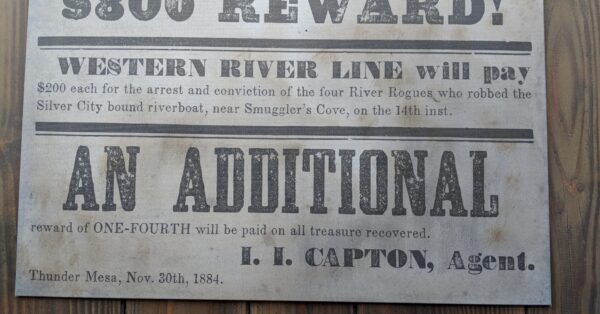 $800 REWARD!
WESTERN RIVER LINE will pay
$200 each for the arrest and conviction of the four River Rogues who robbed the
Silver City bound riverboat, near Smuggler's Cove, on the 14th inst.
AN ADDITIONAL
reward of ONE-FOURTH will be paid on all treasure recovered.
I. I. CAPTON, Agent.
Thunder Mesa, Nov. 30th, 1884.